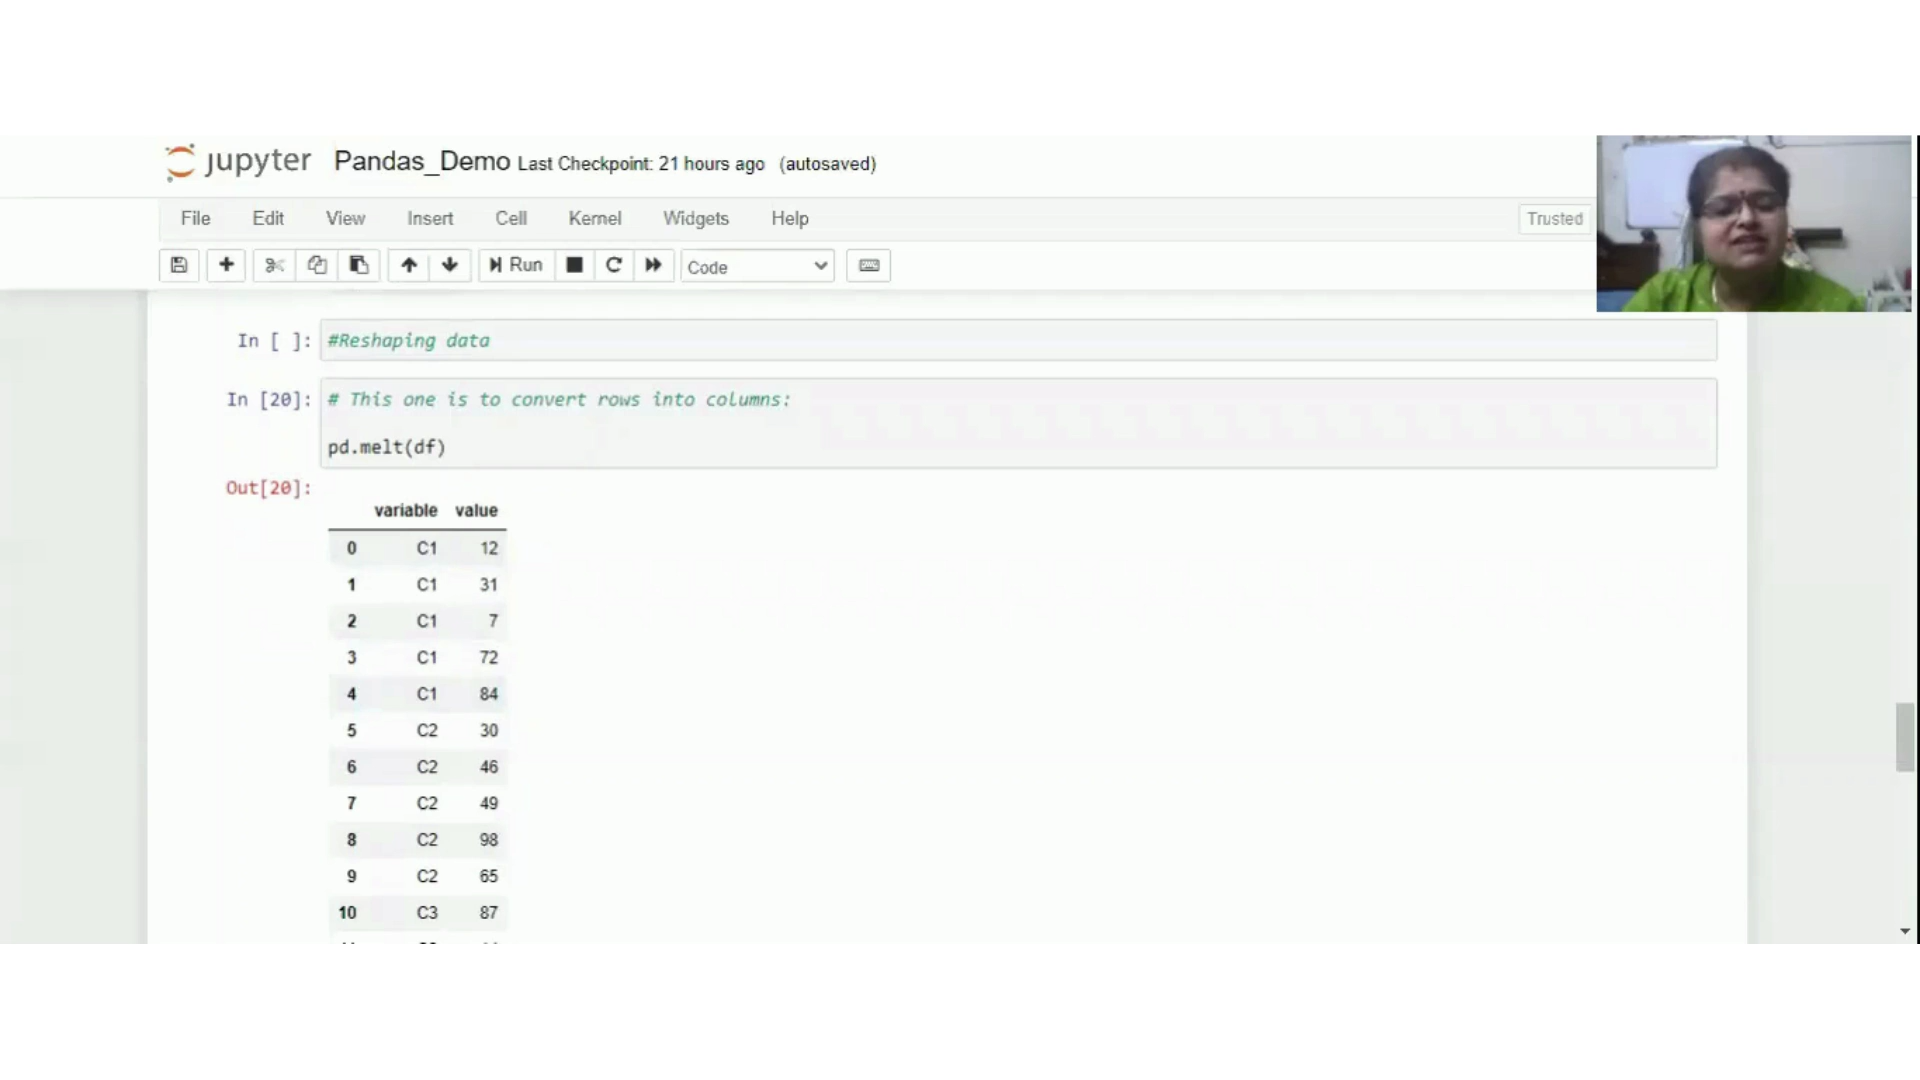 jupyter Pandas_Demo Last Checkpoint: 21 hours ago (autosaved)
File Edit View Insert Cell Kernel Widgets Help Trusted
Run Code
In [ ]: #Reshaping data
In [20]: # This one is to convert rows into columns:
pd.melt(df)
Out[20]:
variable value
0 C1 12
1 C1 31
2 C1 7
3 C1 72
4 C1 84
5 C2 30
6 C2 46
7 C2 49
8 C2 98
9 C2 65
10 C3 87